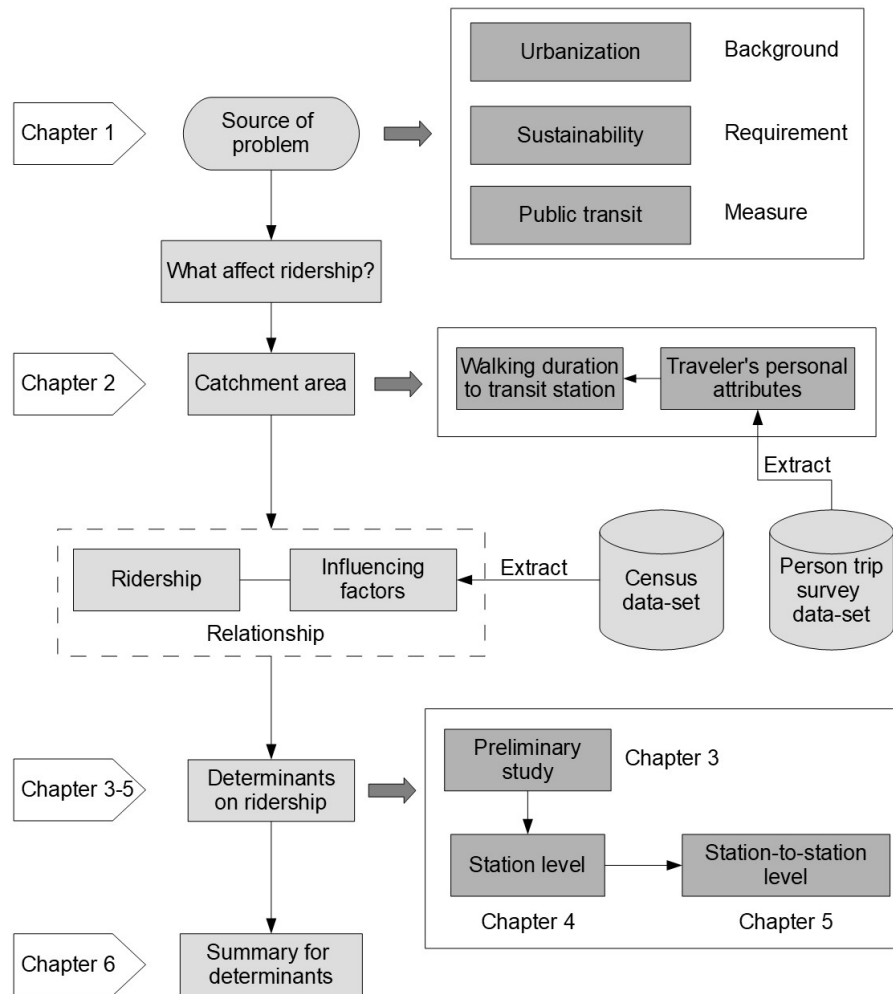 Urbanization
Background
Chapter 1
Source of
problem
Sustainability
Requirement
Public transit
Measure
What affect ridership?
Chapter 2
Catchment area
Walking duration
to transit station
Traveler's personal
attributes
Extract
Ridership
Influencing
factors
Relationship
Extract
Census
data-set
Person trip
survey
data-set
Chapter 3-5
Determinants
on ridership
Preliminary
study
Chapter 3
Station level
Station-to-station
level
Chapter 4
Chapter 5
Chapter 6
Summary for
determinants